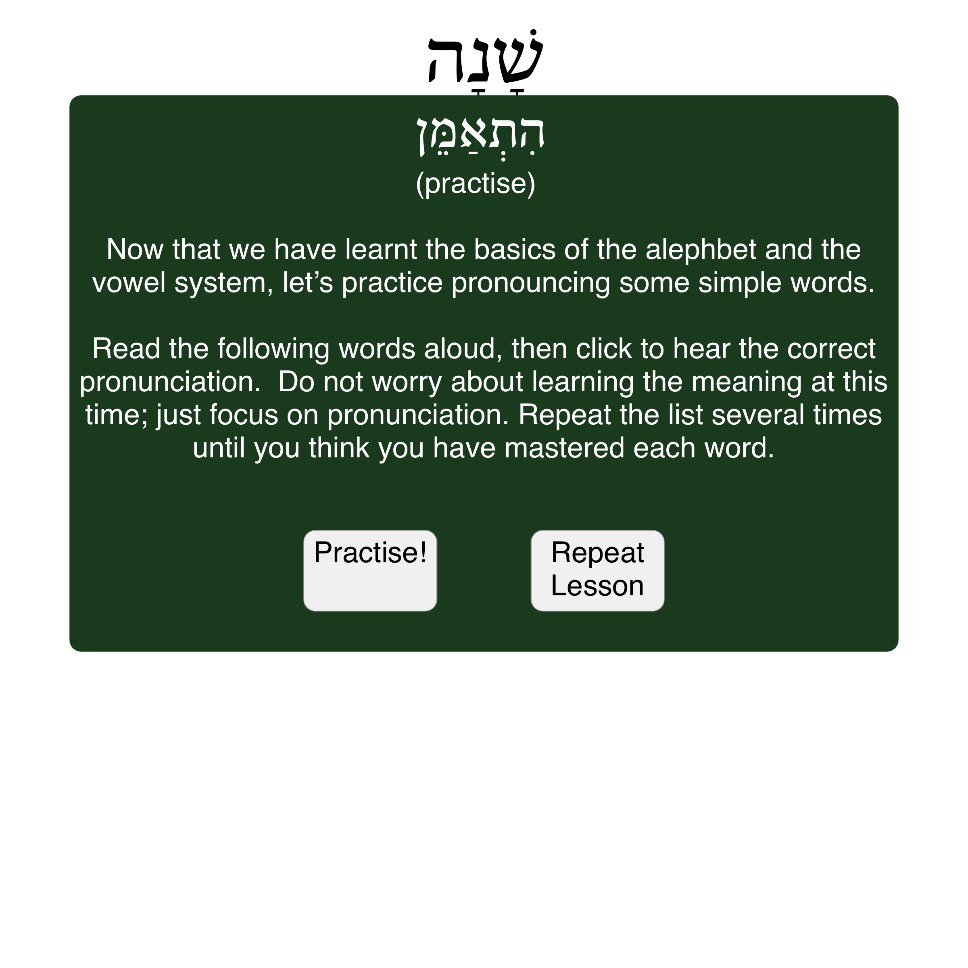 שָׁנָה
הִתְאַמֵּן
(practise)
Now that we have learnt the basics of the alephbet and the
vowel system, let’s practice pronouncing some simple words.
Read the following words aloud, then click to hear the correct
pronunciation.  Do not worry about learning the meaning at this
time; just focus on pronunciation. Repeat the list several times
until you think you have mastered each word.
Practise!
Repeat
Lesson